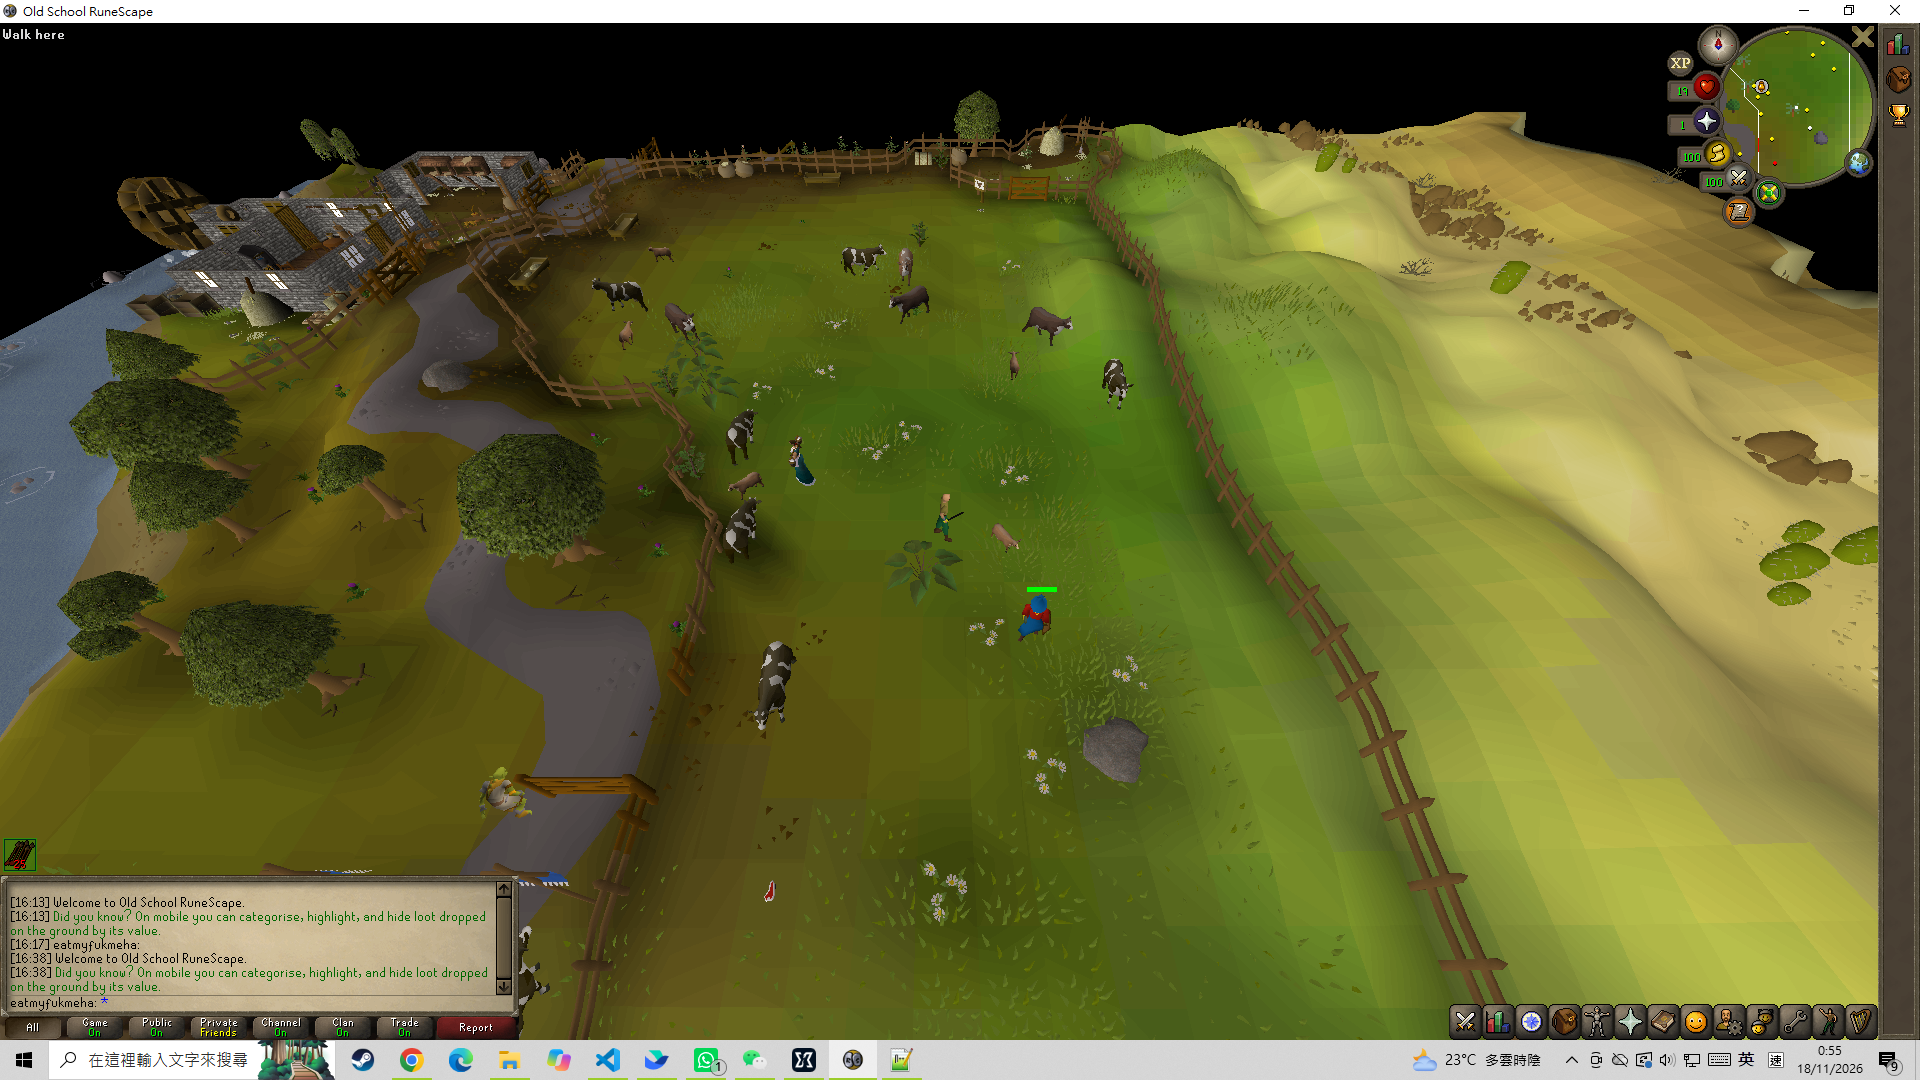 Old School RuneScape
Walk here
N
XP
19
1
100
100
25
[16:13] Welcome to Old School RuneScape.
[16:13] Did you know? On mobile you can categorise, highlight, and hide loot dropped
on the ground by its value.
[16:17] eatmyfukmeha:
[16:38] Welcome to Old School RuneScape.
[16:38] Did you know? On mobile you can categorise, highlight, and hide loot dropped
on the ground by its value.
eatmyfukmeha: *
All
Game
On
Public
On
Private
Friends
Channel
On
Clan
On
Trade
On
Report
在這裡輸入文字來搜尋
1
23°C 多雲時陰
英
速
0:55
18/11/2026
9